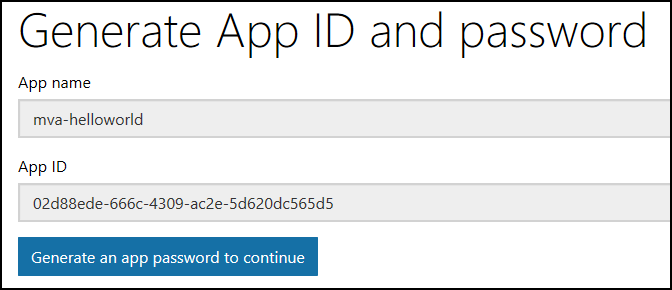 Generate App ID and password
App name
mva-helloworld
App ID
02d88ede-666c-4309-ac2e-5d620dc565d5
Generate an app password to continue